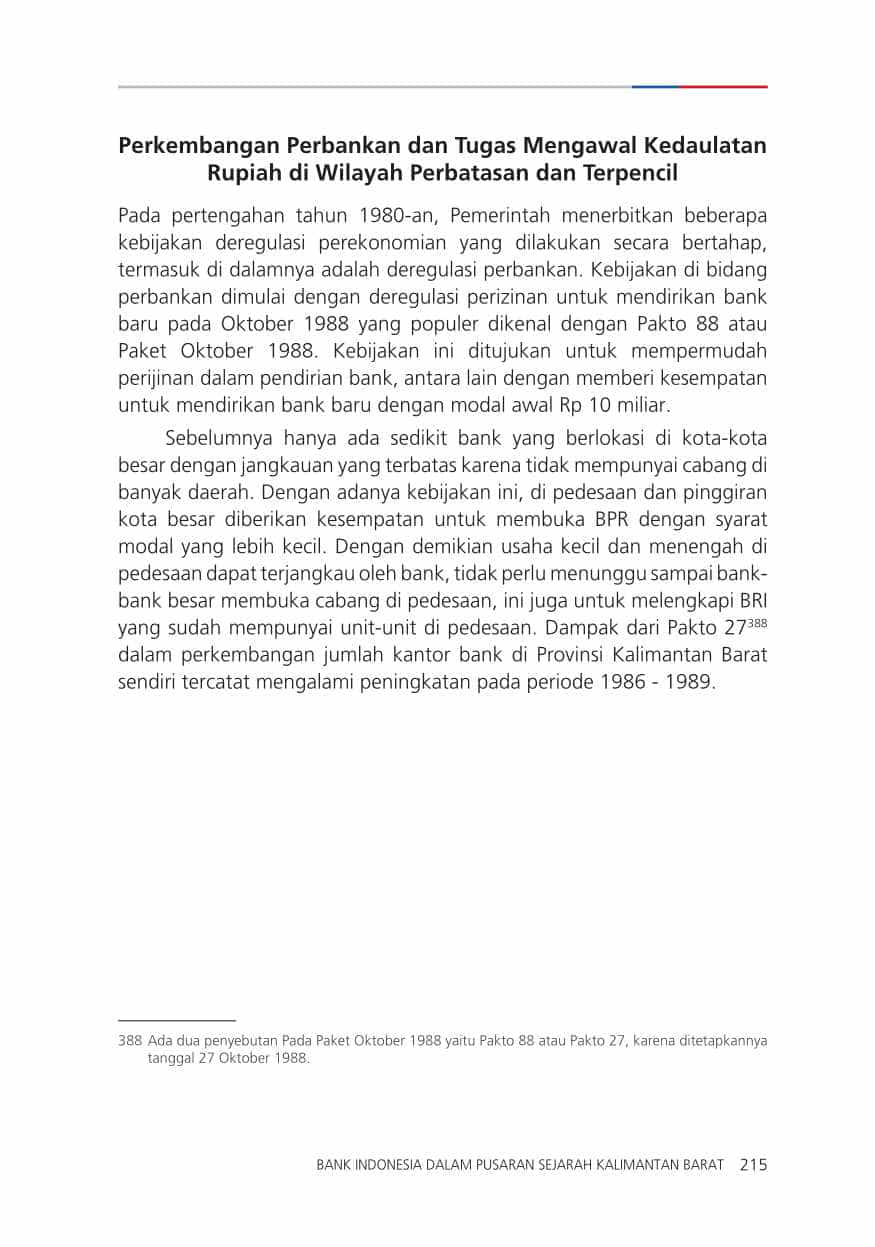 Perkembangan Perbankan dan Tugas Mengawal Kedaulatan
Rupiah di Wilayah Perbatasan dan Terpencil
Pada pertengahan tahun 1980-an, Pemerintah menerbitkan beberapa
kebijakan deregulasi perekonomian yang dilakukan secara bertahap,
termasuk di dalamnya adalah deregulasi perbankan. Kebijakan di bidang
perbankan dimulai dengan deregulasi perizinan untuk mendirikan bank
baru pada Oktober 1988 yang populer dikenal dengan Pakto 88 atau
Paket Oktober 1988. Kebijakan ini ditujukan untuk mempermudah
perijinan dalam pendirian bank, antara lain dengan memberi kesempatan
untuk mendirikan bank baru dengan modal awal Rp 10 miliar.
Sebelumnya hanya ada sedikit bank yang berlokasi di kota-kota
besar dengan jangkauan yang terbatas karena tidak mempunyai cabang di
banyak daerah. Dengan adanya kebijakan ini, di pedesaan dan pinggiran
kota besar diberikan kesempatan untuk membuka BPR dengan syarat
modal yang lebih kecil. Dengan demikian usaha kecil dan menengah di
pedesaan dapat terjangkau oleh bank, tidak perlu menunggu sampai bank-
bank besar membuka cabang di pedesaan, ini juga untuk melengkapi BRI
yang sudah mempunyai unit-unit di pedesaan. Dampak dari Pakto 27³⁸⁸
dalam perkembangan jumlah kantor bank di Provinsi Kalimantan Barat
sendiri tercatat mengalami peningkatan pada periode 1986 - 1989.
388 Ada dua penyebutan Pada Paket Oktober 1988 yaitu Pakto 88 atau Pakto 27, karena ditetapkannya
tanggal 27 Oktober 1988.
BANK INDONESIA DALAM PUSARAN SEJARAH KALIMANTAN BARAT 215